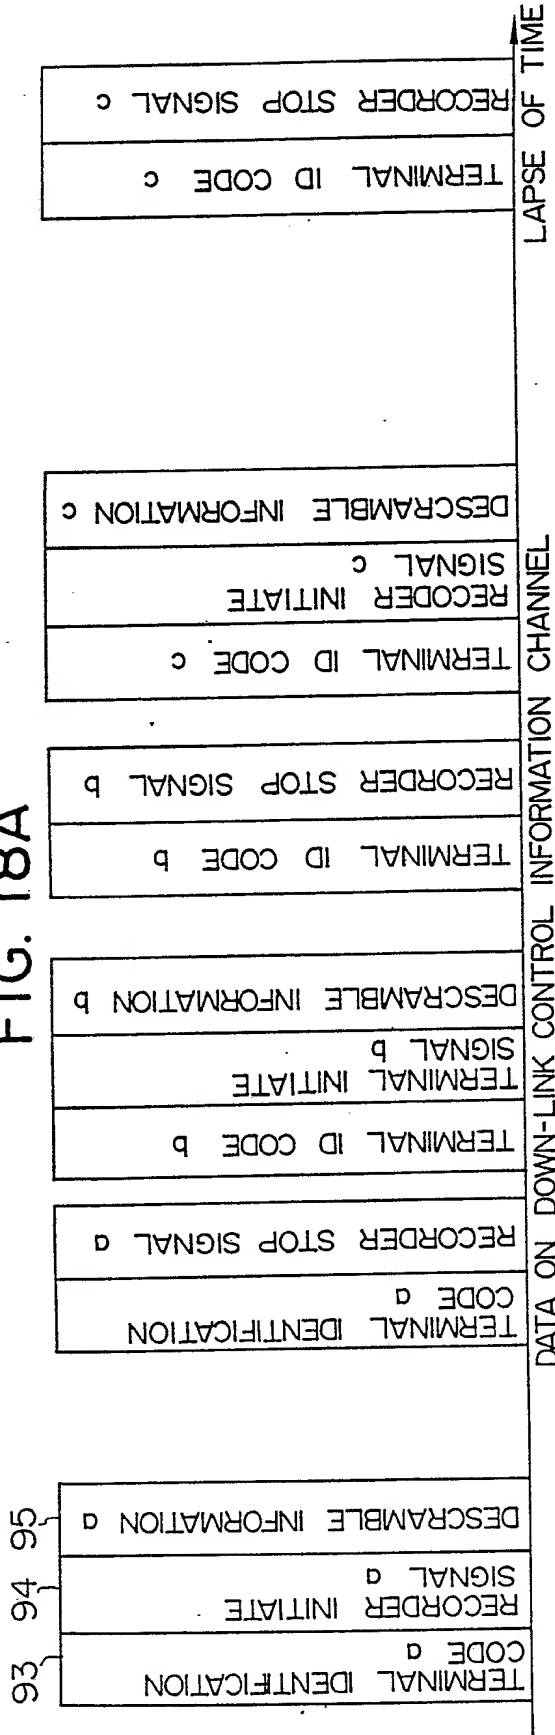 FIG. 18A
93
94
95
TERMINAL IDENTIFICATION
CODE a
RECORDER INITIATE
SIGNAL a
DESCRAMBLE INFORMATION a
TERMINAL IDENTIFICATION
CODE a
RECORDER STOP SIGNAL a
TERMINAL ID CODE b
TERMINAL INITIATE
SIGNAL b
DESCRAMBLE INFORMATION b
TERMINAL ID CODE b
RECORDER STOP SIGNAL b
TERMINAL ID CODE c
RECODER INITIATE
SIGNAL c
DESCRAMBLE INFORMATION c
TERMINAL ID CODE c
RECORDER STOP SIGNAL c
DATA ON DOWN-LINK CONTROL INFORMATION CHANNEL
LAPSE OF TIME